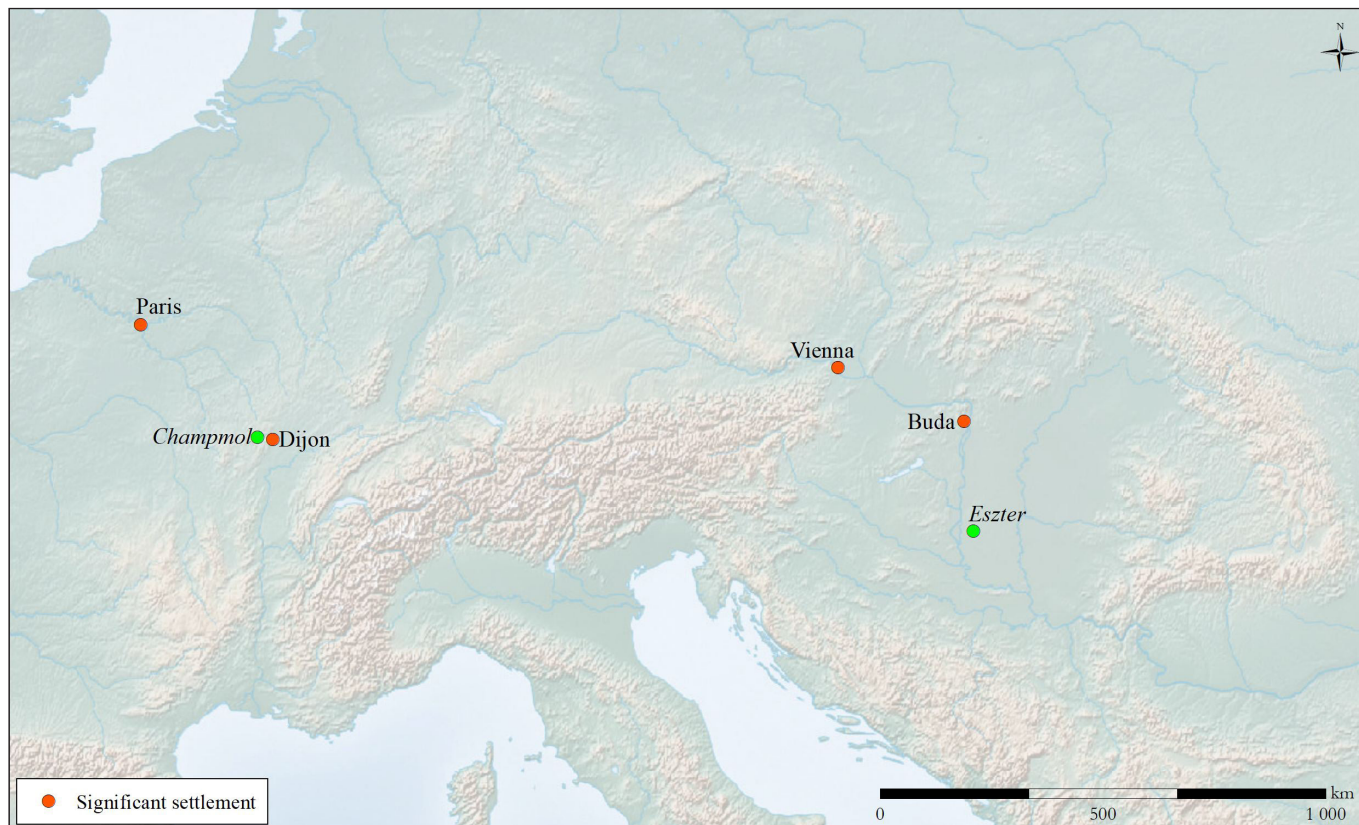 N
Paris
Vienna
Buda
Champmol
Dijon
Eszter
Significant settlement
km
0
500
1 000